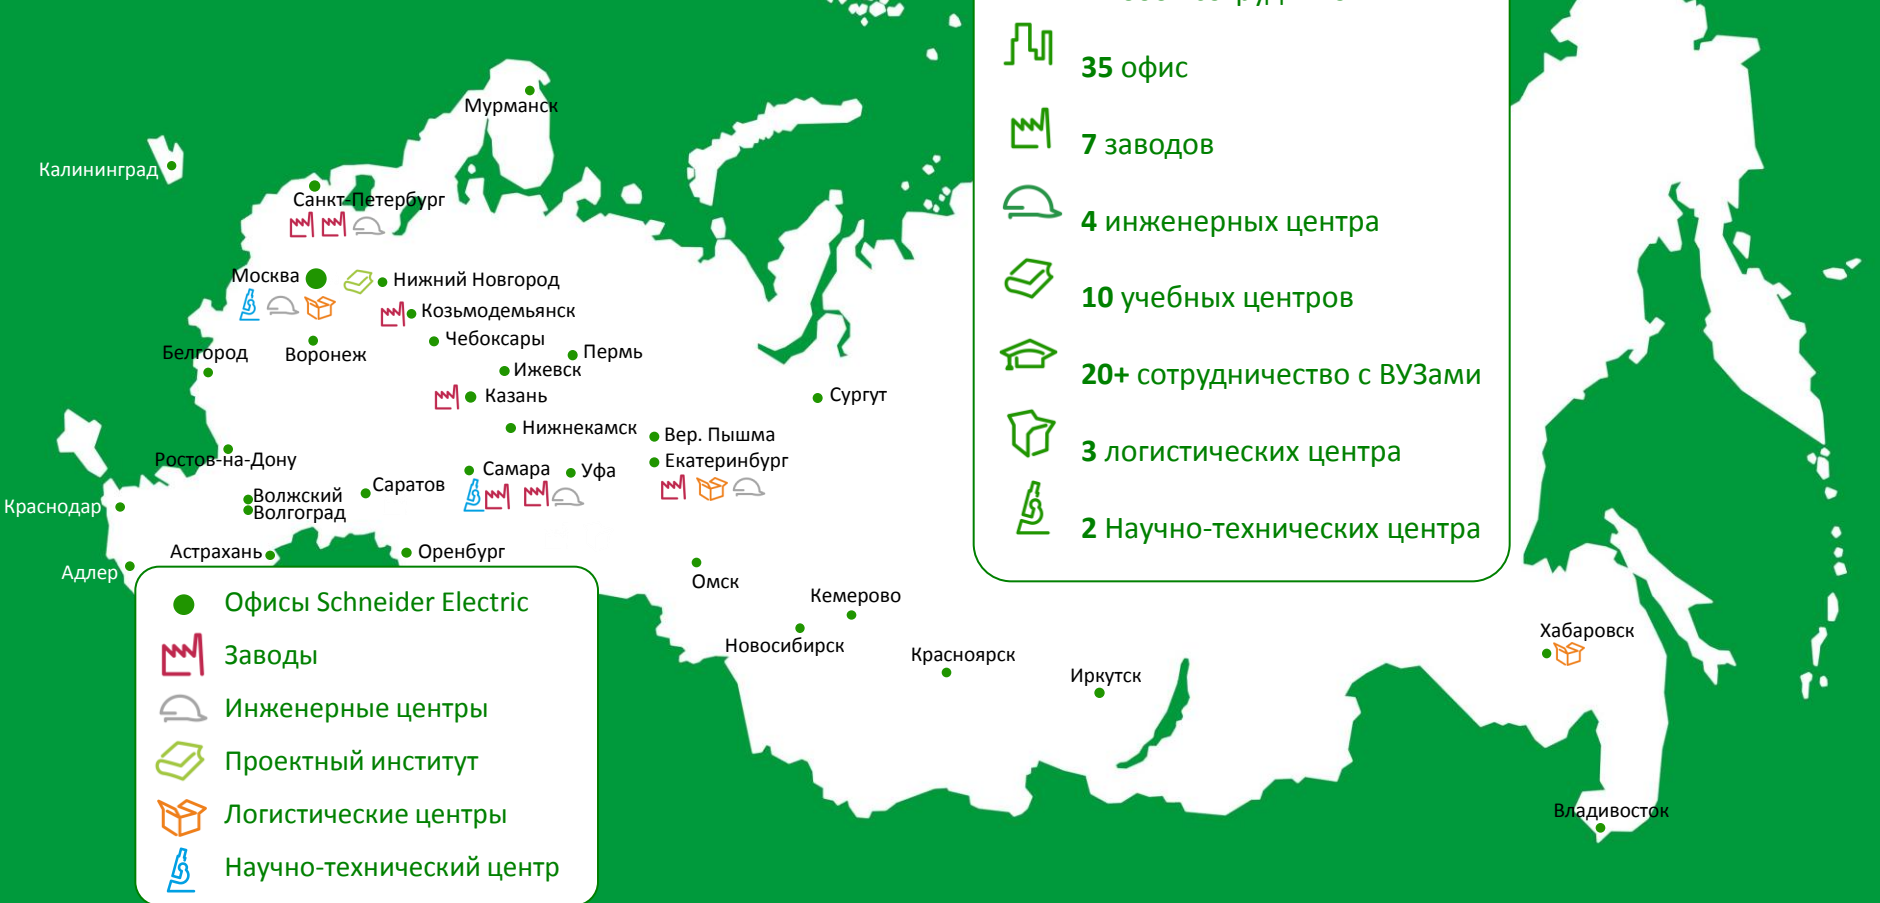 35 офис
7 заводов
4 инженерных центра
10 учебных центров
20+ сотрудничество с ВУЗами
3 логистических центра
2 Научно-технических центра
Мурманск
Калининград
Санкт-Петербург
Москва
Нижний Новгород
Козьмодемьянск
Чебоксары
Белгород
Воронеж
Пермь
Ижевск
Казань
Сургут
Нижнекамск
Вер. Пышма
Ростов-на-Дону
Екатеринбург
Самара
Уфа
Саратов
Волжский
Краснодар
Волгоград
Астрахань
Оренбург
Адлер
Омск
Кемерово
Новосибирск
Красноярск
Иркутск
Хабаровск
Владивосток
Офисы Schneider Electric
Заводы
Инженерные центры
Проектный институт
Логистические центры
Научно-технический центр